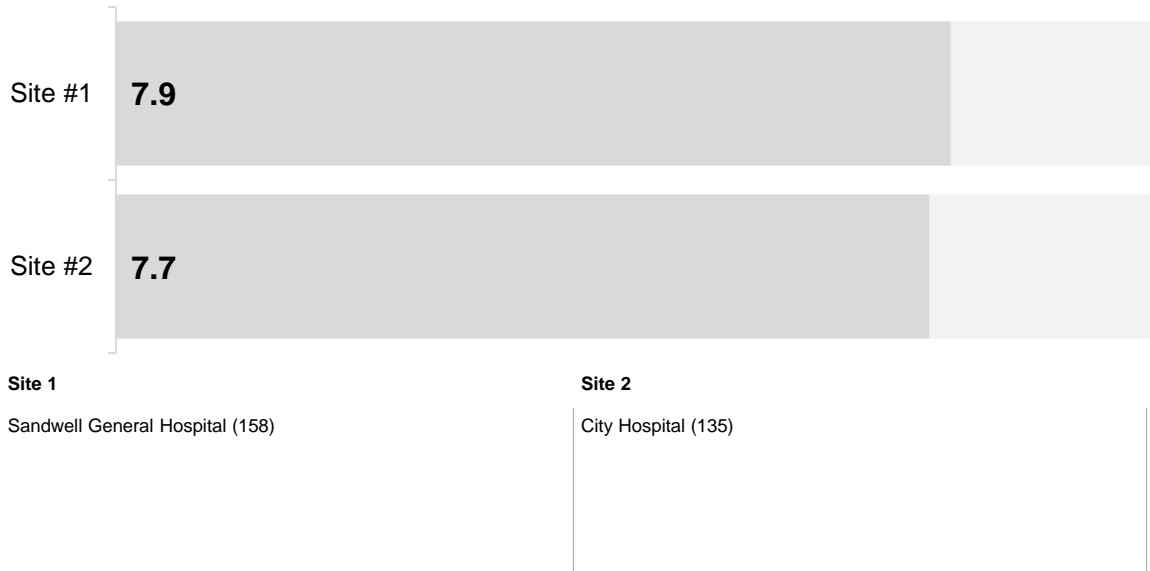 Site #1
7.9
Site #2
7.7
Site 1
Site 2
Sandwell General Hospital (158)
City Hospital (135)